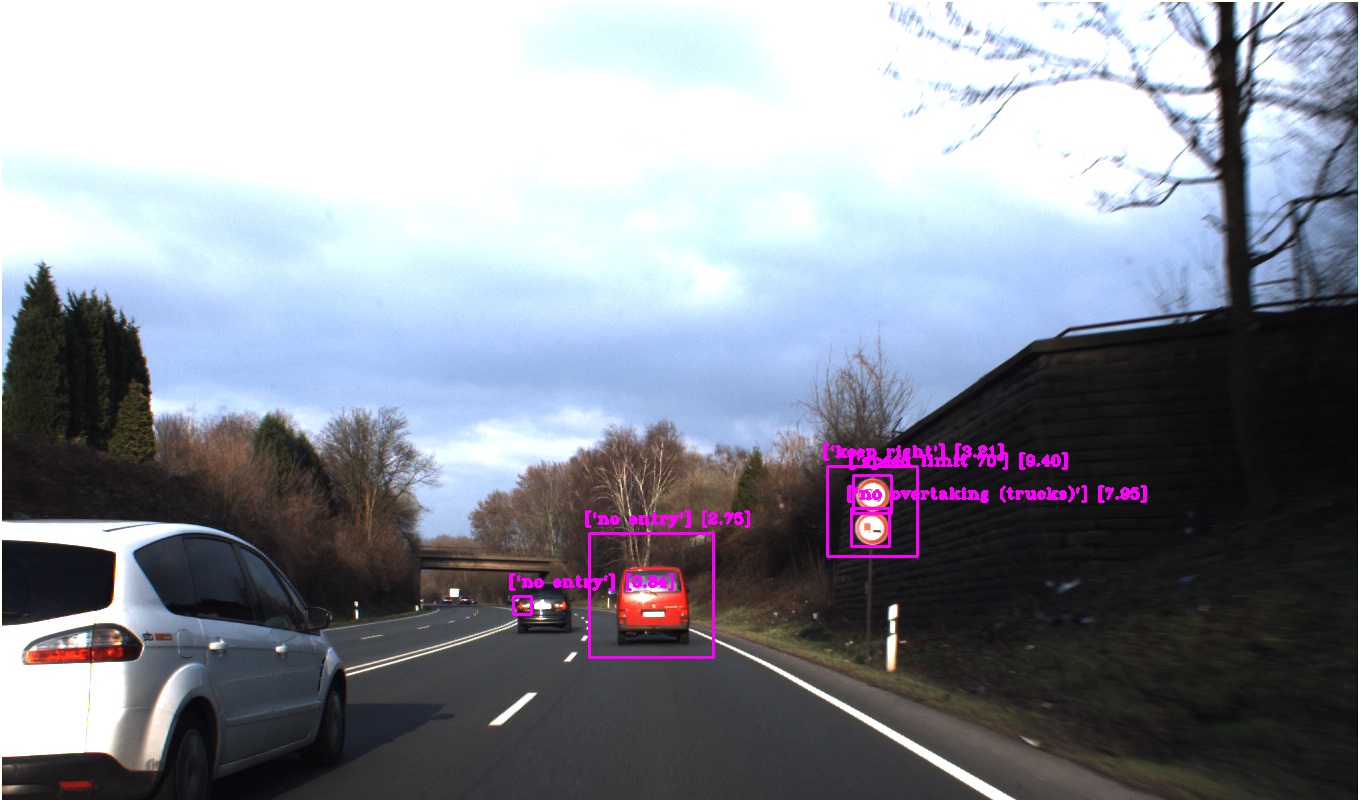 ['keep right'] [3.21]
['speed limit 70'] [9.40]
['no overtaking (trucks)'] [7.95]
['no entry'] [2.75]
['no entry'] [0.84]